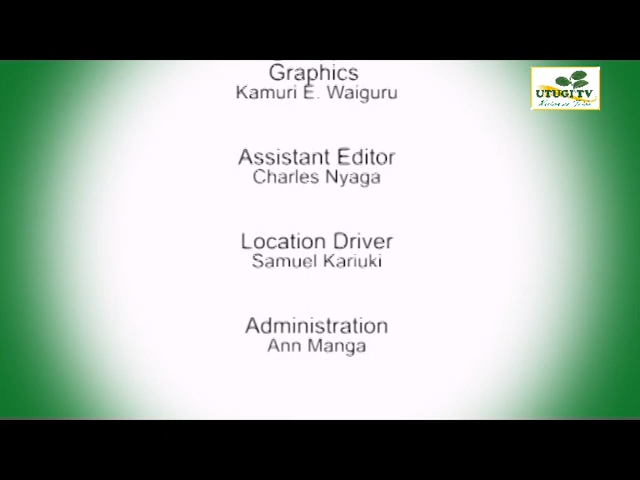 Graphics
Kamuri E. Waiguru
UTUGI TV
Assistant Editor
Charles Nyaga
Location Driver
Samuel Kariuki
Administration
Ann Manga